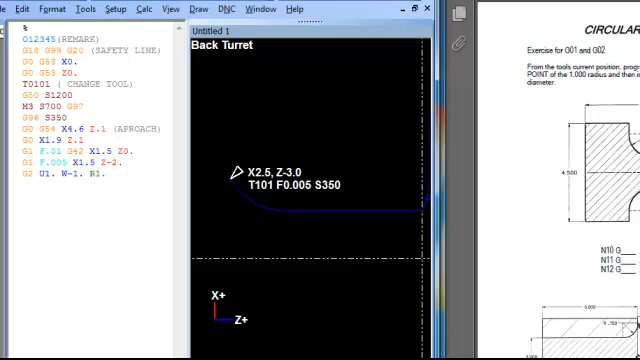 Edit Format Tools Setup Calc View Draw DNC Window Help
%
O12345(REMARK)
G18 G99 G20 (SAFETY LINE)
G0 G53 X0.
G0 G53 Z0.
T0101 ( CHANGE TOOL)
G50 S1200
M3 S700 G97
G96 S350
G0 G54 X4.6 Z.1 (APROACH)
G0 X1.9 Z.1
G1 F.01 G42 X1.5 Z0.
G1 F.005 X1.5 Z-2.
G2 U1. W-1. R1.
Untitled 1
Back Turret
X2.5, Z-3.0
T101 F0.005 S350
X+
Z+
CIRCULAR
Exercise for G01 and G02
From the tools current position, prog
POINT of the 1.000 radius and then in
diameter.
4.500
N10 G
N11 G
N12 G
3.000
R .750